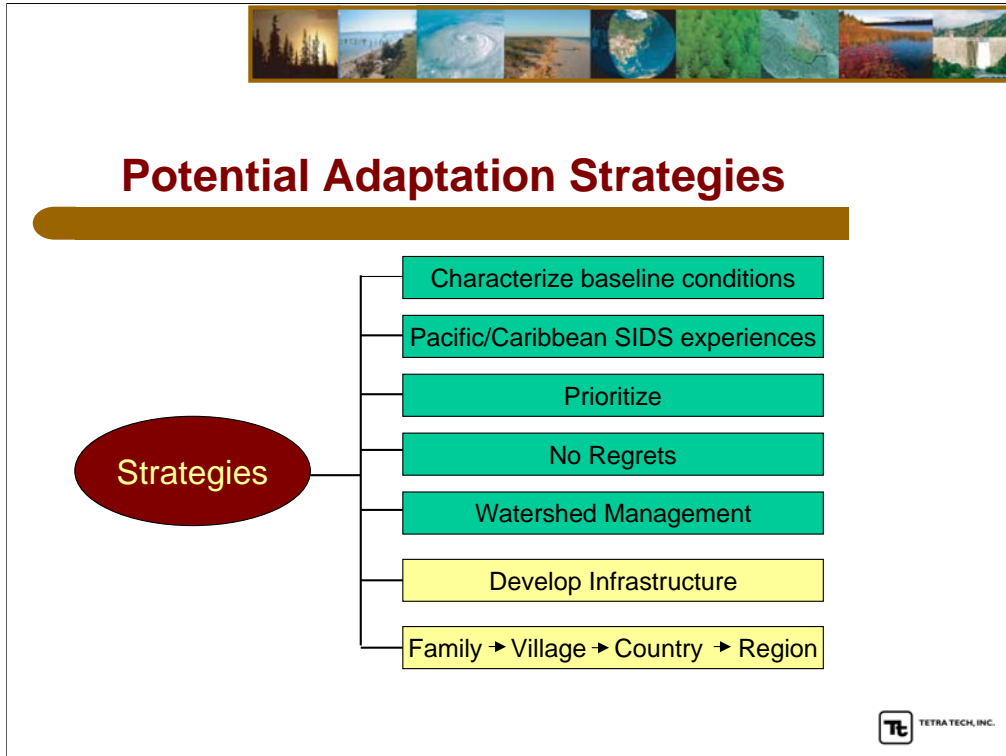 Potential Adaptation Strategies
Strategies
Characterize baseline conditions
Pacific/Caribbean SIDS experiences
Prioritize
No Regrets
Watershed Management
Develop Infrastructure
Family Village Country Region
Tt TETRA TECH, INC.